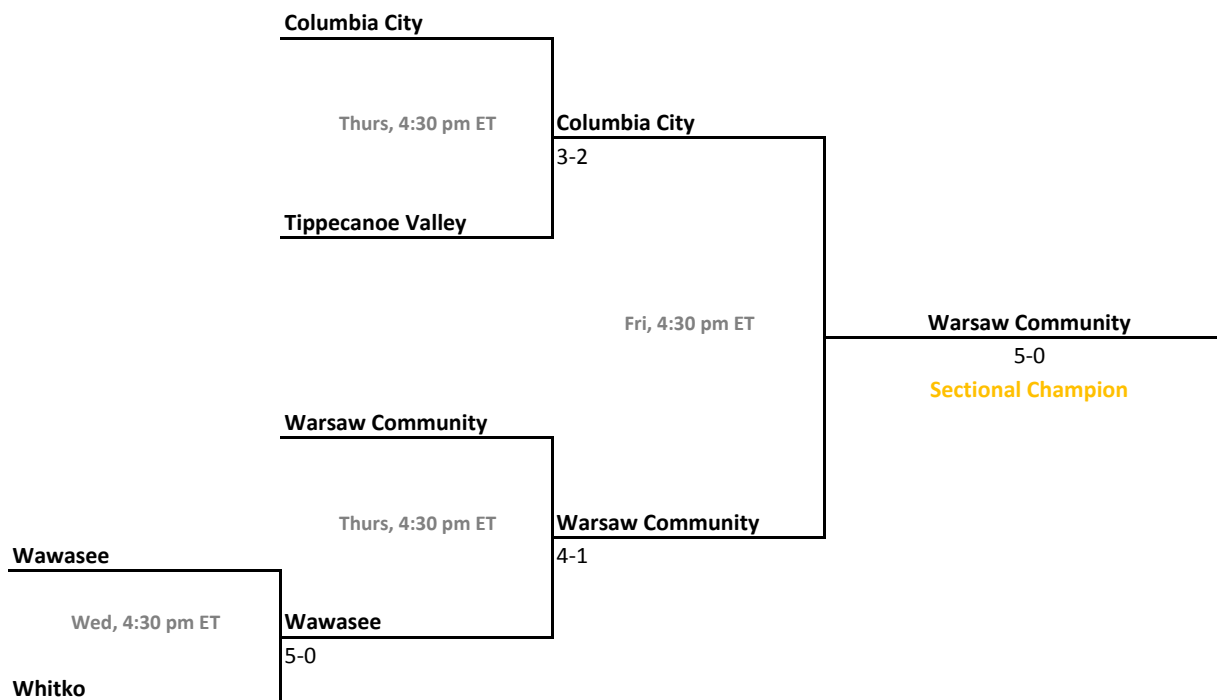 Columbia City
Thurs, 4:30 pm ET
Columbia City
3-2
Tippecanoe Valley
Fri, 4:30 pm ET
Warsaw Community
5-0
Sectional Champion
Warsaw Community
Thurs, 4:30 pm ET
Warsaw Community
4-1
Wawasee
Wed, 4:30 pm ET
Wawasee
5-0
Whitko